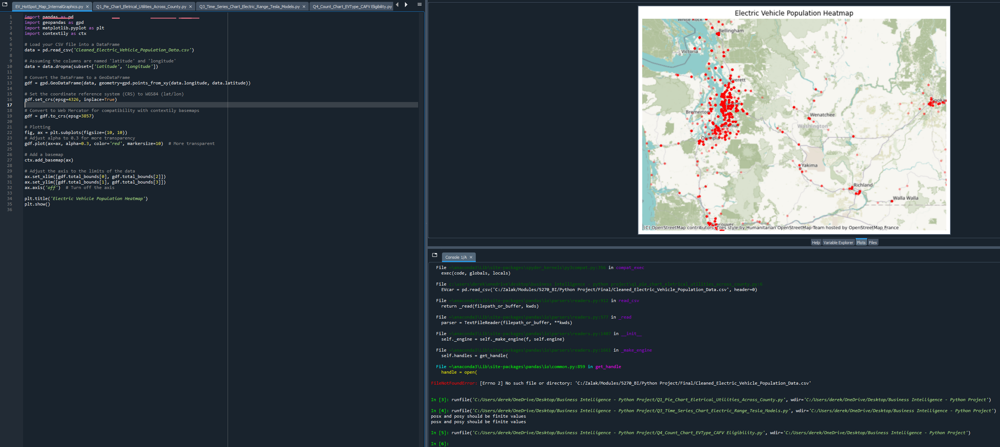 EV_HotSpot_Map_InternalGraphics.py
Q1_Pie_Chart_Eletrical_Utilities_Across_County.py
Q3_Time_Series_Chart_Electric_Range_Tesla_Models.py
Q4_Count_Chart_EVType_CAFV Eligibility.py
1 import pandas as pd
2 import geopandas as gpd
3 import matplotlib.pyplot as plt
4 import contextily as ctx
5
6 # Load your CSV file into a DataFrame
7 data = pd.read_csv('Cleaned_Electric_Vehicle_Population_Data.csv')
8
9 # Assuming the columns are named 'latitude' and 'longitude'
10 data = data.dropna(subset=['latitude', 'longitude'])
11
12 # Convert the DataFrame to a GeoDataFrame
13 gdf = gpd.GeoDataFrame(data, geometry=gpd.points_from_xy(data.longitude, data.latitude))
14
15 # Set the coordinate reference system (CRS) to WGS84 (lat/lon)
16 gdf.set_crs(epsg=4326, inplace=True)
17
18 # Convert to Web Mercator for compatibility with contextily basemaps
19 gdf = gdf.to_crs(epsg=3857)
20
21 # Plotting
22 fig, ax = plt.subplots(figsize=(10, 10))
23 # Adjust alpha to 0.3 for more transparency
24 gdf.plot(ax=ax, alpha=0.3, color='red', markersize=10)  # More transparent
25
26 # Add a basemap
27 ctx.add_basemap(ax)
28
29 # Adjust the axis to the limits of the data
30 ax.set_xlim([gdf.total_bounds[0], gdf.total_bounds[2]])
31 ax.set_ylim([gdf.total_bounds[1], gdf.total_bounds[3]])
32 ax.axis('off')  # Turn off the axis
33
34 plt.title('Electric Vehicle Population Heatmap')
35 plt.show()
36
Electric Vehicle Population Heatmap
White Rock
Bellingham
Victoria
Everett
Spoka
Bremerton
Wenatchee
Washington
Olympia
Yakima
Richland
Walla Walla
(C) OpenStreetMap contributors, Tiles style by Humanitarian OpenStreetMap Team hosted by OpenStreetMap France
Help
Variable Explorer
Plots
Files
Console 1/A
File ~\anaconda3\Lib\site-packages\spyder_kernels\py3compat.py:356 in compat_exec
exec(code, globals, locals)
File c:\users\derek\onedrive\desktop\business intelligence - python project\q1_pie_chart_eletrical_utilities_across_county.py:6
EVcar = pd.read_csv('C:/Zalak/Modules/5270_BI/Python Project/Final/Cleaned_Electric_Vehicle_Population_Data.csv', header=0)
File ~\anaconda3\Lib\site-packages\pandas\io\parsers\readers.py:912 in read_csv
return _read(filepath_or_buffer, kwds)
File ~\anaconda3\Lib\site-packages\pandas\io\parsers\readers.py:577 in _read
parser = TextFileReader(filepath_or_buffer, **kwds)
File ~\anaconda3\Lib\site-packages\pandas\io\parsers\readers.py:1407 in __init__
self._engine = self._make_engine(f, self.engine)
File ~\anaconda3\Lib\site-packages\pandas\io\parsers\readers.py:1661 in _make_engine
self.handles = get_handle(
File ~\anaconda3\Lib\site-packages\pandas\io\common.py:859 in get_handle
handle = open(
FileNotFoundError: [Errno 2] No such file or directory: 'C:/Zalak/Modules/5270_BI/Python Project/Final/Cleaned_Electric_Vehicle_Population_Data.csv'
In [3]: runfile('C:/Users/derek/OneDrive/Desktop/Business Intelligence - Python Project/Q1_Pie_Chart_Eletrical_Utilities_Across_County.py', wdir='C:/Users/derek/OneDrive/Desktop/Business Intelligence - Python Project')
In [4]: runfile('C:/Users/derek/OneDrive/Desktop/Business Intelligence - Python Project/Q3_Time_Series_Chart_Electric_Range_Tesla_Models.py', wdir='C:/Users/derek/OneDrive/Desktop/Business Intelligence - Python Project')
posx and posy should be finite values
posx and posy should be finite values
In [5]: runfile('C:/Users/derek/OneDrive/Desktop/Business Intelligence - Python Project/Q4_Count_Chart_EVType_CAFV Eligibility.py', wdir='C:/Users/derek/OneDrive/Desktop/Business Intelligence - Python Project')
In [6]: